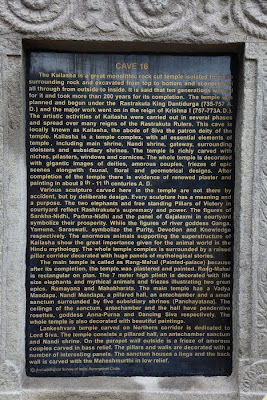 CAVE 16
The Kailasha is a great monolithic rock cut temple isolated from
surrounding rock and excavated from top to bottom and
all through from outside to inside. It is said that ten generations
for it and took more than 200 years for its completion. The temple
planned and begun under the Rastrakuta King Dantidurga (735-757 A.
D.) and the major work went on in the reign of Krishna I (757-773A.D.).
The artistic activities of Kailasha were carried out in several phases
and spread over many reigns of the Rastrakuta Rulers. This cave is
locally known as Kailasha, the abode of Siva the patron deity of the
temple. Kailasha is a temple complex, with all essential elements of
temple, including main shrine, Nandi shrine, gateway, surrounding
cloisters and subsidiary shrines. The temple is richly carved with
niches, plasters, windows and cornices. The whole temple is decorated
with gigantic images of deities, amorous couples, friezes of epic
scenes alongwith faunal, floral and geometrical designs. After
completion of the temple there is evidence of renewed plaster and
painting in about 9 th - 11 th centuries A. D.
Various sculpture carved here in the temple are not there by
accident, but by deliberate design. Every sculpture has a meaning and
a purpose. The two elephants and free standing Pillars of Victory in
courtyard reflect Rashtrakuta's supremacy and power. The figures of
Sankha-Nidhi, Padma-Nidhi and the panel of Gajalaxmi in courtyard
symbolize their prosperity. While the shrine of river goddess Ganga,
Yamuna, Saraswati, symbolize the Purity, Devotion and Knowledge
respectively. The enormous animals supporting the superstructure of
Kailasha show the great importance given for the animal world in the
Hindu mythology. The whole temple complex is surrounded by a raised
pillar corridor decorated with huge panels of mythological stories.
The main temple is called as Rang-Mahal (Painted-palace) because
after its completion, the temple was plastered and painted. Rang-Mahal
is rectangular on plan. The 7 meter high plinth is decorated with life
size elephants and mythical animals and friezes illustrating two great
epics, Ramayana and Mahabharata. The main temple has a Vadya
Mandapa, Nandi Mandapa, a pillared hall, an antechamber and a small
sanctum surrounded by five subsidiary shrines (Panchayatana). The
ceilings of the sanctum, antechamber and the hall have pendentive
rosettes, goddess Anna-Purna and Dancing Siva respectively. The
whole temple is also decorated with beautiful paintings.
Lankeshvara temple carved on Northern corridor is dedicated to
Lord Siva. The temple consists a pillared hall, an antechamber sanctum
and Nandi shrine. On the parapet wall outside is a frieze of amorous
couples carved in bass relief. The pillars and walls are decorated with a
number of interesting panels. The sanctum houses a linga and the back
wall is carved with the Maheshmurthi in low relief.
Archaeological Survey of India, Aurangabad Circle